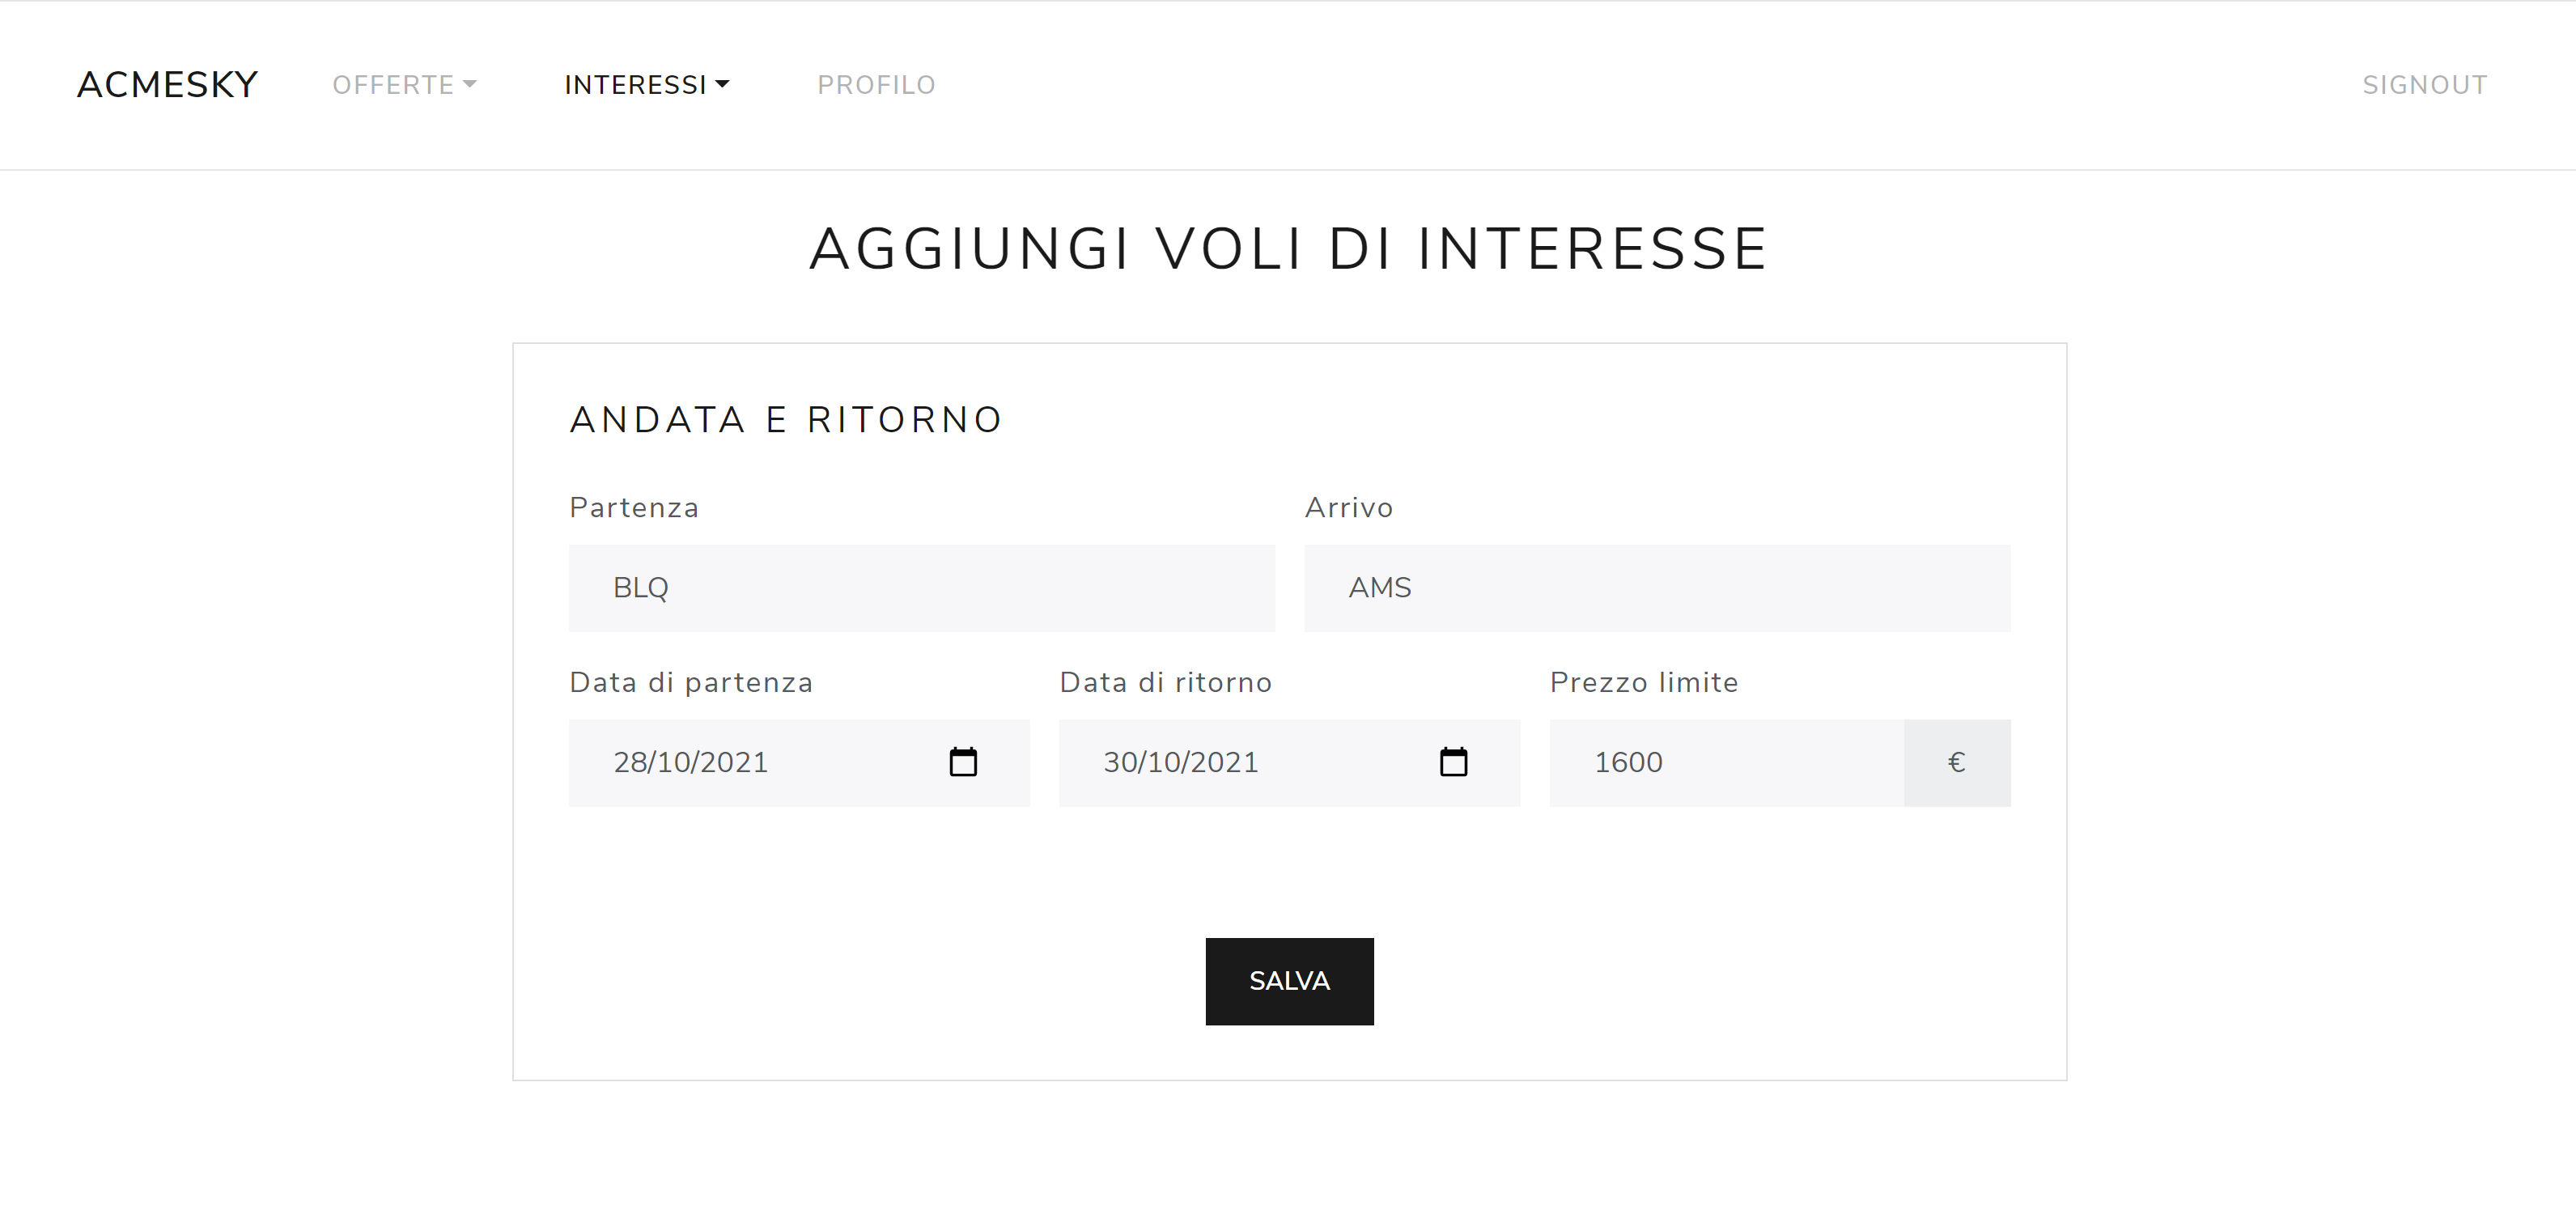 ACMESKY OFFERTE INTERESSI PROFILO SIGNOUT
AGGIUNGI VOLI DI INTERESSE
ANDATA E RITORNO
Partenza Arrivo
BLQ AMS
Data di partenza Data di ritorno Prezzo limite
28/10/2021 30/10/2021 1600 €
SALVA